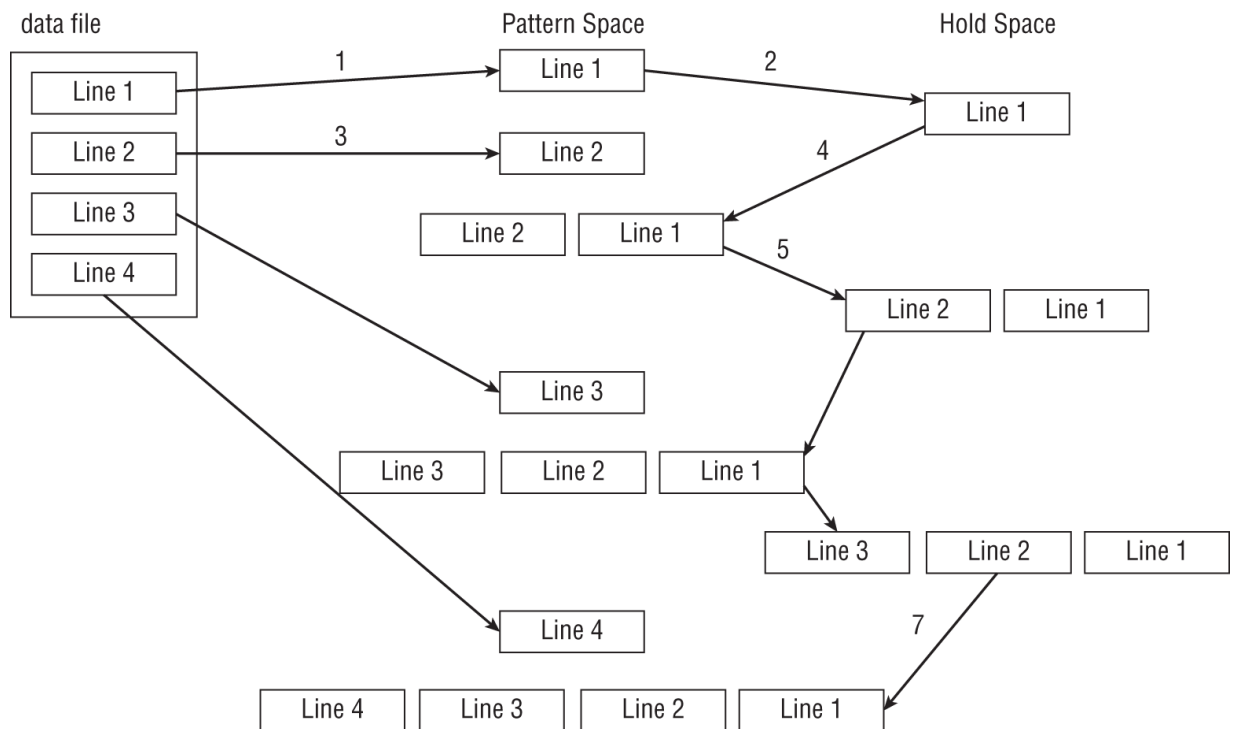 data file Pattern Space Hold Space
1 2
Line 1 Line 1 Line 1
3 4
Line 2 Line 2
Line 3 Line 2 Line 1
5
Line 4 Line 2 Line 1
Line 3
Line 3 Line 2 Line 1
Line 3 Line 2 Line 1
Line 4 7
Line 4 Line 3 Line 2 Line 1